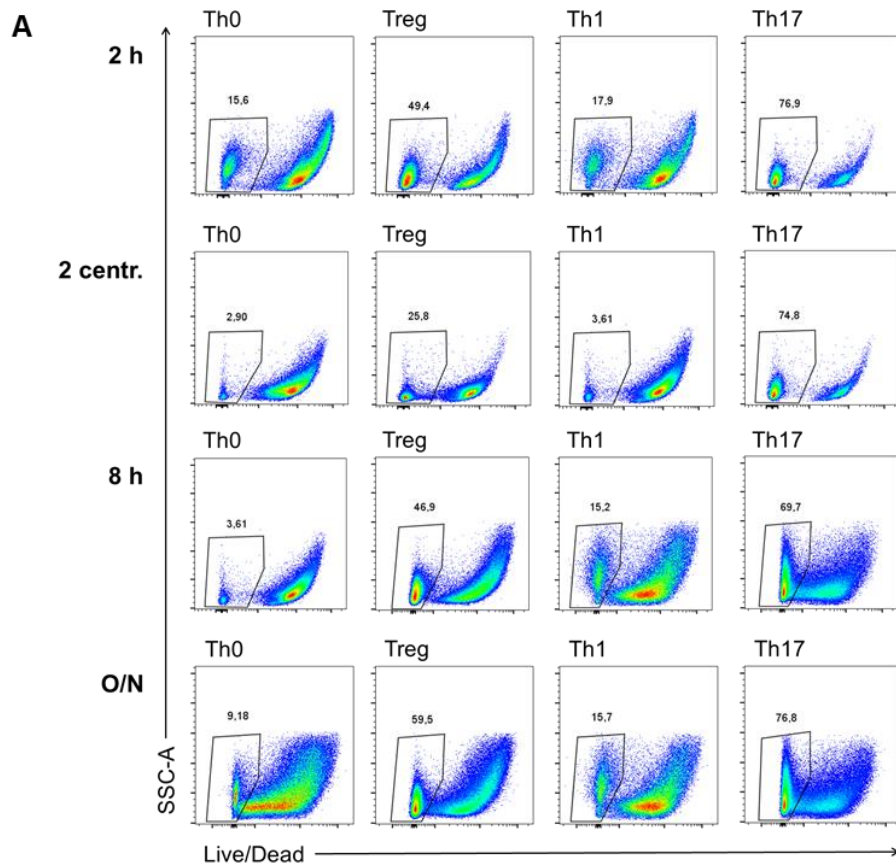 A
Th0 Treg Th1 Th17
2 h
15,6 49,4 17,9 76,9
Th0 Treg Th1 Th17
2 centr.
2,90 25,8 3,61 74,8
Th0 Treg Th1 Th17
8 h
3,61 46,9 15,2 69,7
Th0 Treg Th1 Th17
O/N
9,18 59,5 15,7 76,8
SSC-A
Live/Dead